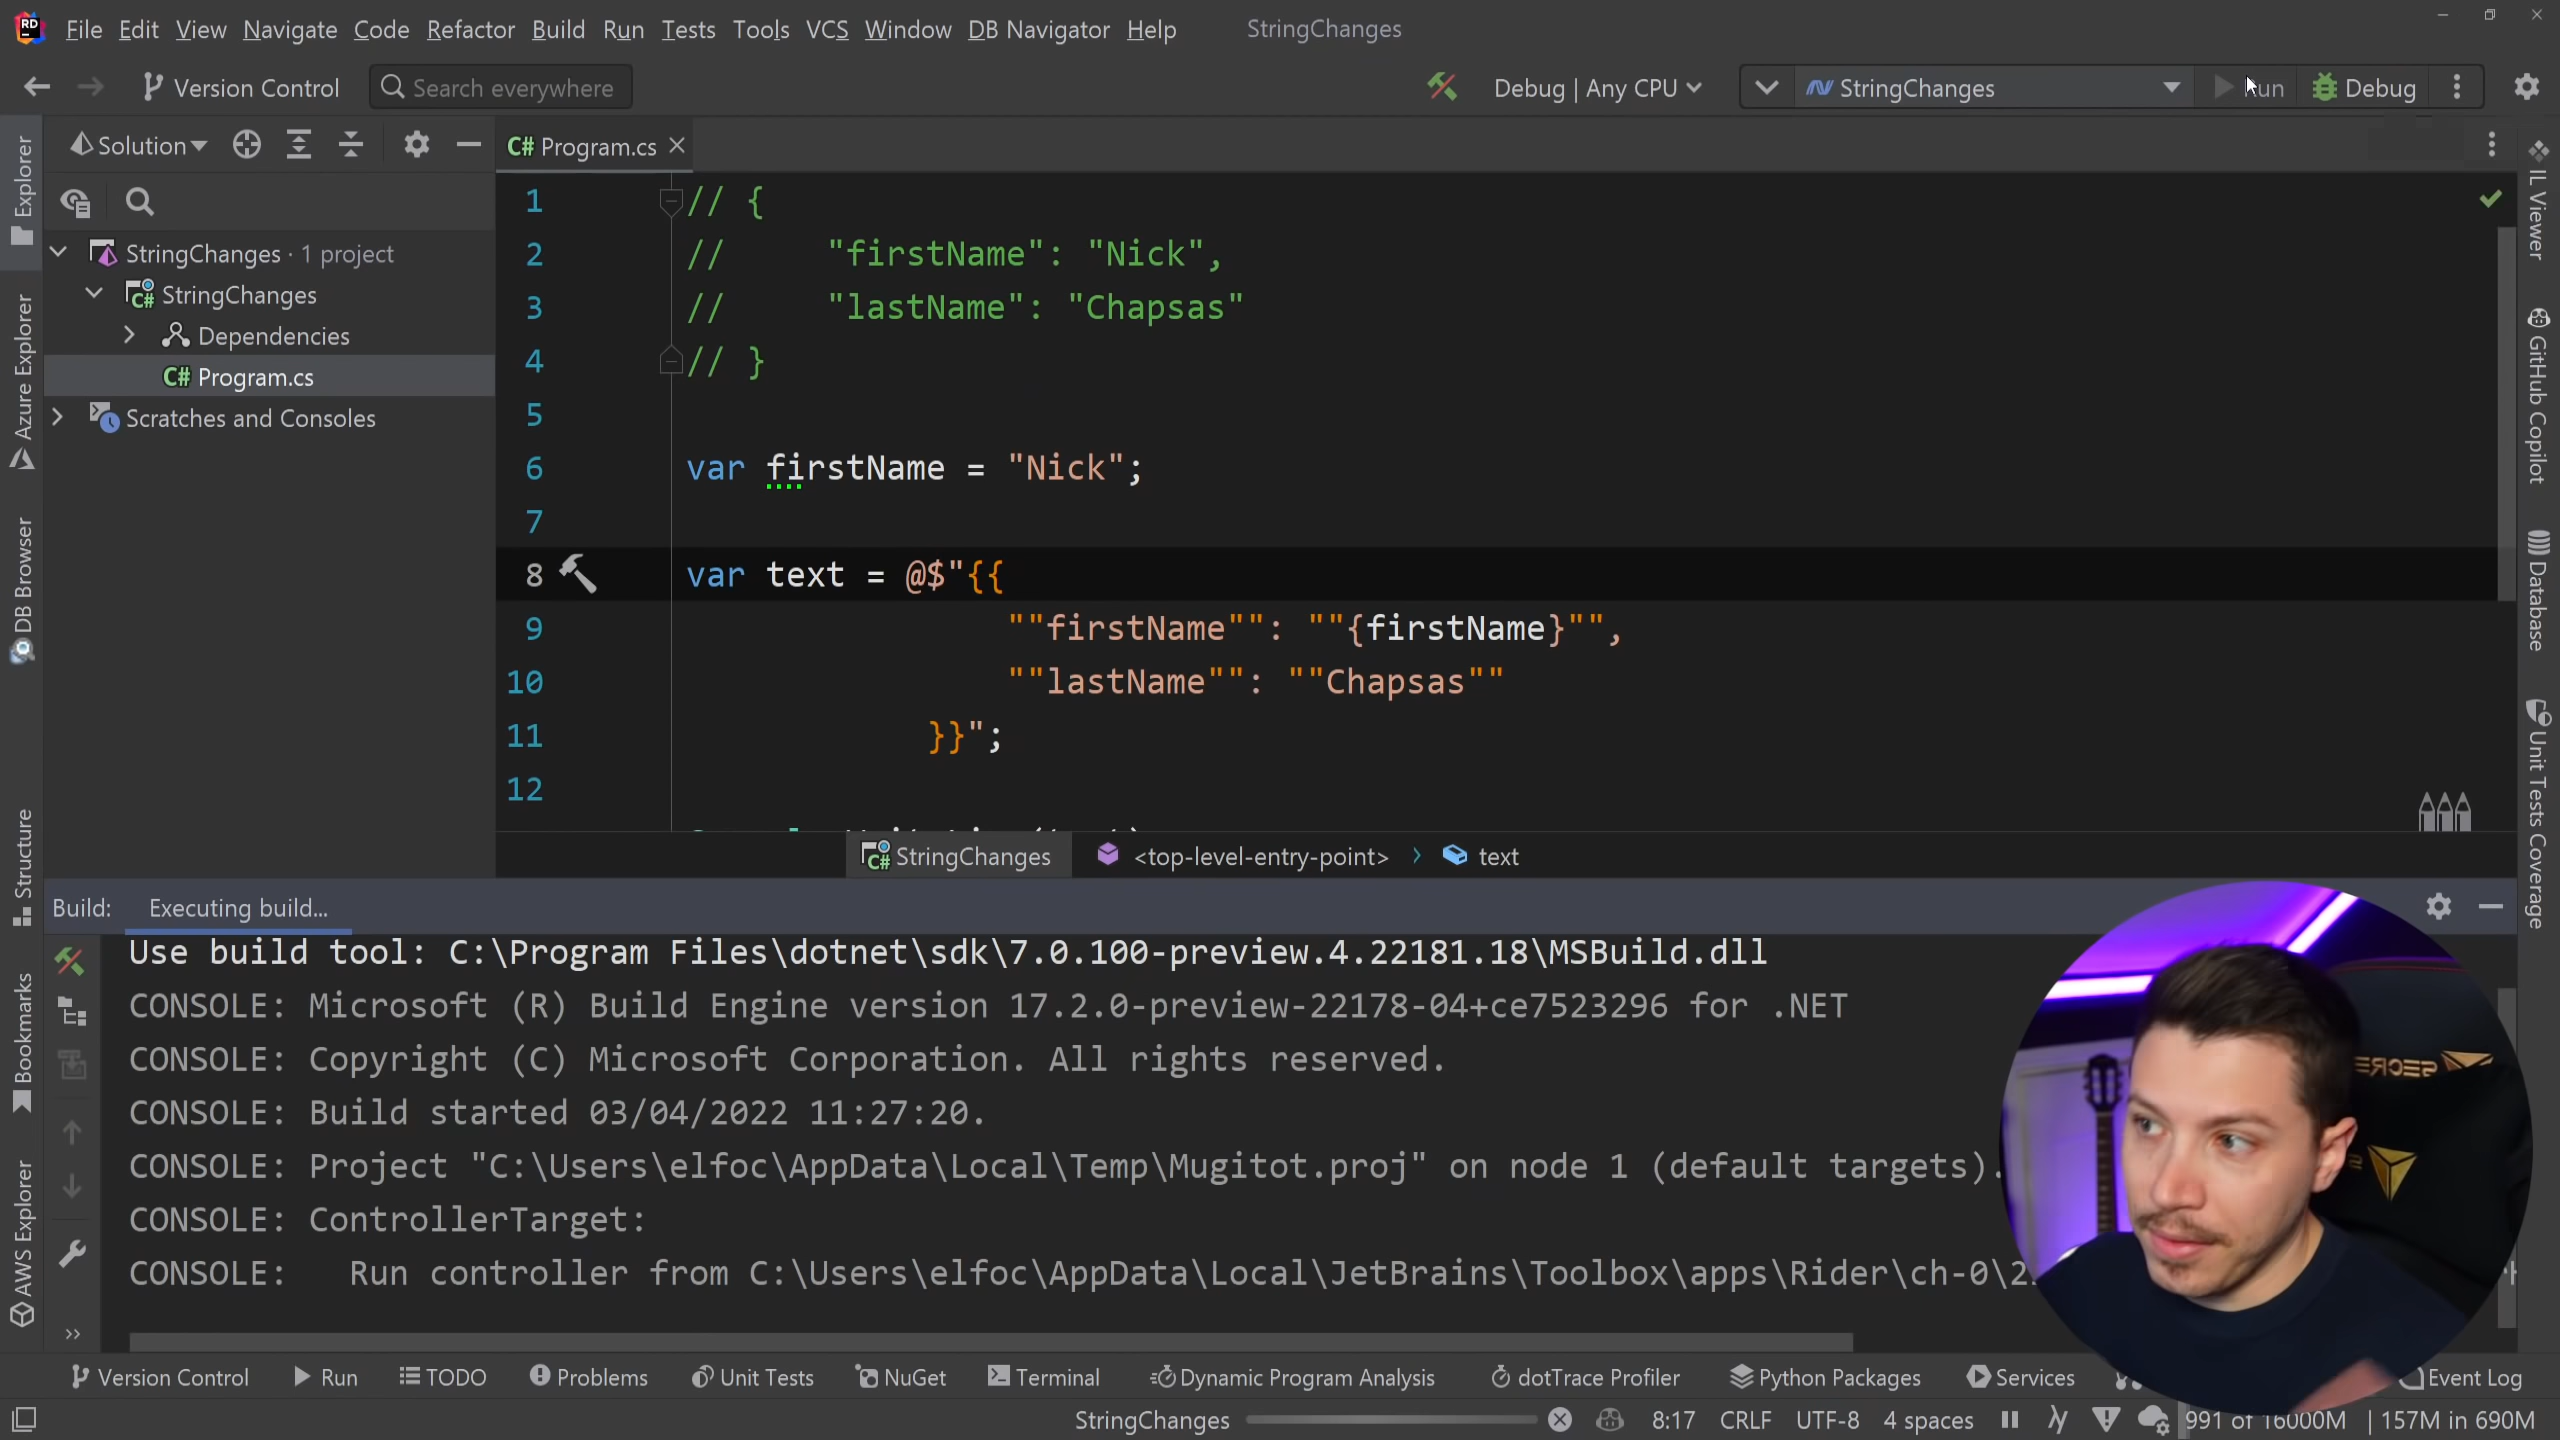 File Edit View Navigate Code Refactor Build Run Tests Tools VCS Window DB Navigator Help StringChanges
Version Control Search everywhere Debug | Any CPU StringChanges Debug
Solution
C# Program.cs
StringChanges · 1 project
C# StringChanges
Dependencies
C# Program.cs
Scratches and Consoles
1 // {
2 //     "firstName": "Nick",
3 //     "lastName": "Chapsas"
4 // }
5
6 var firstName = "Nick";
7
8 var text = @$"{{
9 ""firstName"": ""{firstName}"",
10 ""lastName"": ""Chapsas""
11 }}";
12
StringChanges <top-level-entry-point> › text
Build: Executing build...
Use build tool: C:\Program Files\dotnet\sdk\7.0.100-preview.4.22181.18\MSBuild.dll
CONSOLE: Microsoft (R) Build Engine version 17.2.0-preview-22178-04+ce7523296 for .NET
CONSOLE: Copyright (C) Microsoft Corporation. All rights reserved.
CONSOLE: Build started 03/04/2022 11:27:20.
CONSOLE: Project "C:\Users\elfoc\AppData\Local\Temp\Mugitot.proj" on node 1 (default targets).
CONSOLE: ControllerTarget:
CONSOLE:   Run controller from C:\Users\elfoc\AppData\Local\JetBrains\Toolbox\apps\Rider\ch-0\2
Version Control Run TODO Problems Unit Tests NuGet Terminal Dynamic Program Analysis dotTrace Profiler Python Packages Services Event Log
StringChanges 8:17 CRLF UTF-8 4 spaces 991 of 16000M | 157M in 690M
Explorer
Azure Explorer
DB Browser
Structure
Bookmarks
AWS Explorer
IL Viewer
GitHub Copilot
Database
Unit Tests Coverage